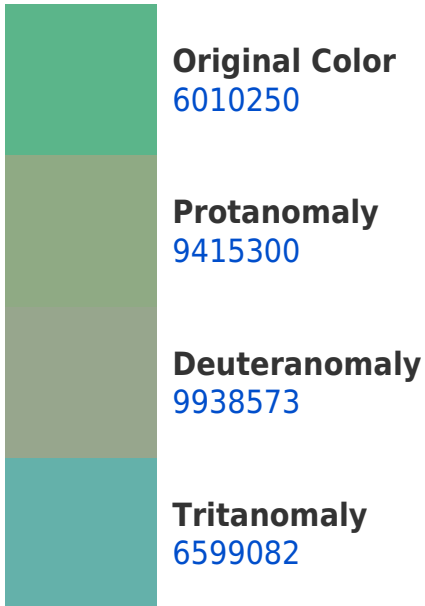 Original Color
6010250
Protanomaly
9415300
Deuteranomaly
9938573
Tritanomaly
6599082